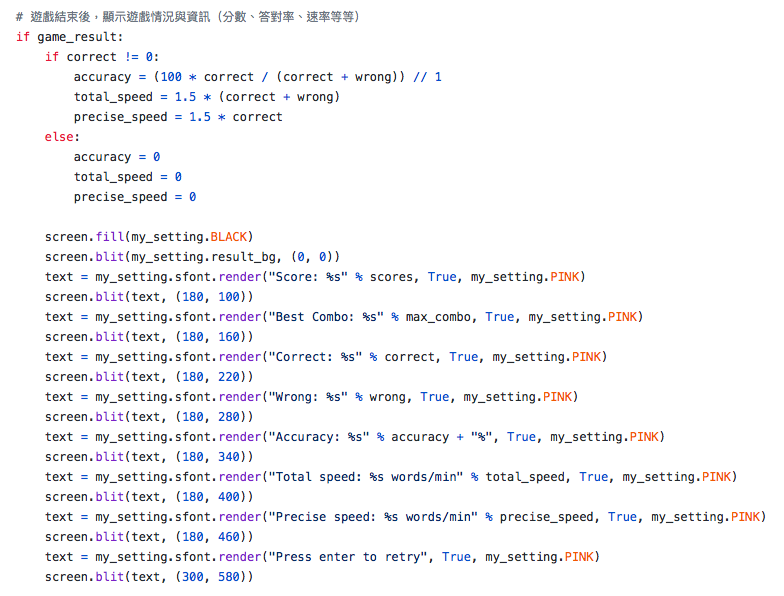 # 遊戲結束後，顯示遊戲情況與資訊（分數、答對率、速率等等）
if game_result:
    if correct != 0:
        accuracy = (100 * correct / (correct + wrong)) // 1
        total_speed = 1.5 * (correct + wrong)
        precise_speed = 1.5 * correct
    else:
        accuracy = 0
        total_speed = 0
        precise_speed = 0

    screen.fill(my_setting.BLACK)
    screen.blit(my_setting.result_bg, (0, 0))
    text = my_setting.sfont.render("Score: %s" % scores, True, my_setting.PINK)
    screen.blit(text, (180, 100))
    text = my_setting.sfont.render("Best Combo: %s" % max_combo, True, my_setting.PINK)
    screen.blit(text, (180, 160))
    text = my_setting.sfont.render("Correct: %s" % correct, True, my_setting.PINK)
    screen.blit(text, (180, 220))
    text = my_setting.sfont.render("Wrong: %s" % wrong, True, my_setting.PINK)
    screen.blit(text, (180, 280))
    text = my_setting.sfont.render("Accuracy: %s" % accuracy + "%", True, my_setting.PINK)
    screen.blit(text, (180, 340))
    text = my_setting.sfont.render("Total speed: %s words/min" % total_speed, True, my_setting.PINK)
    screen.blit(text, (180, 400))
    text = my_setting.sfont.render("Precise speed: %s words/min" % precise_speed, True, my_setting.PINK)
    screen.blit(text, (180, 460))
    text = my_setting.sfont.render("Press enter to retry", True, my_setting.PINK)
    screen.blit(text, (300, 580))